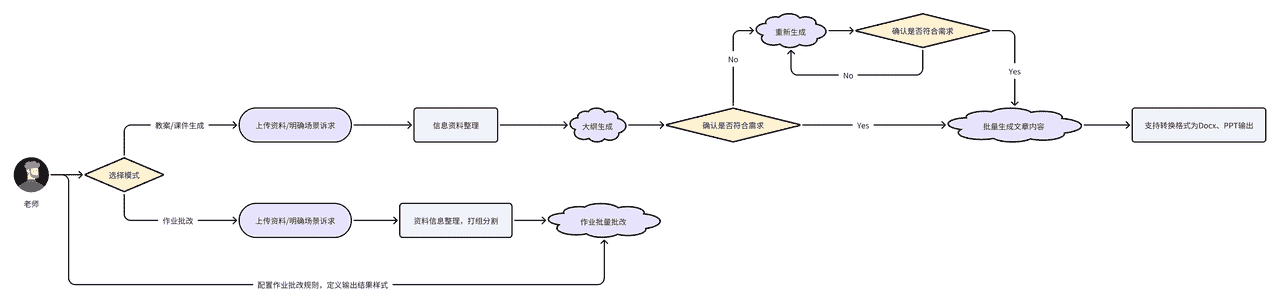 重新生成
确认是否符合需求
No
No
Yes
教案/课件生成
上传资料/明确场景诉求
信息资料整理
大纲生成
确认是否符合需求
Yes
批量生成文章内容
支持转换格式为Docx、PPT输出
选择模式
老师
作业批改
上传资料/明确场景诉求
资料信息整理，打组分割
作业批量批改
配置作业批改规则，定义输出结果样式